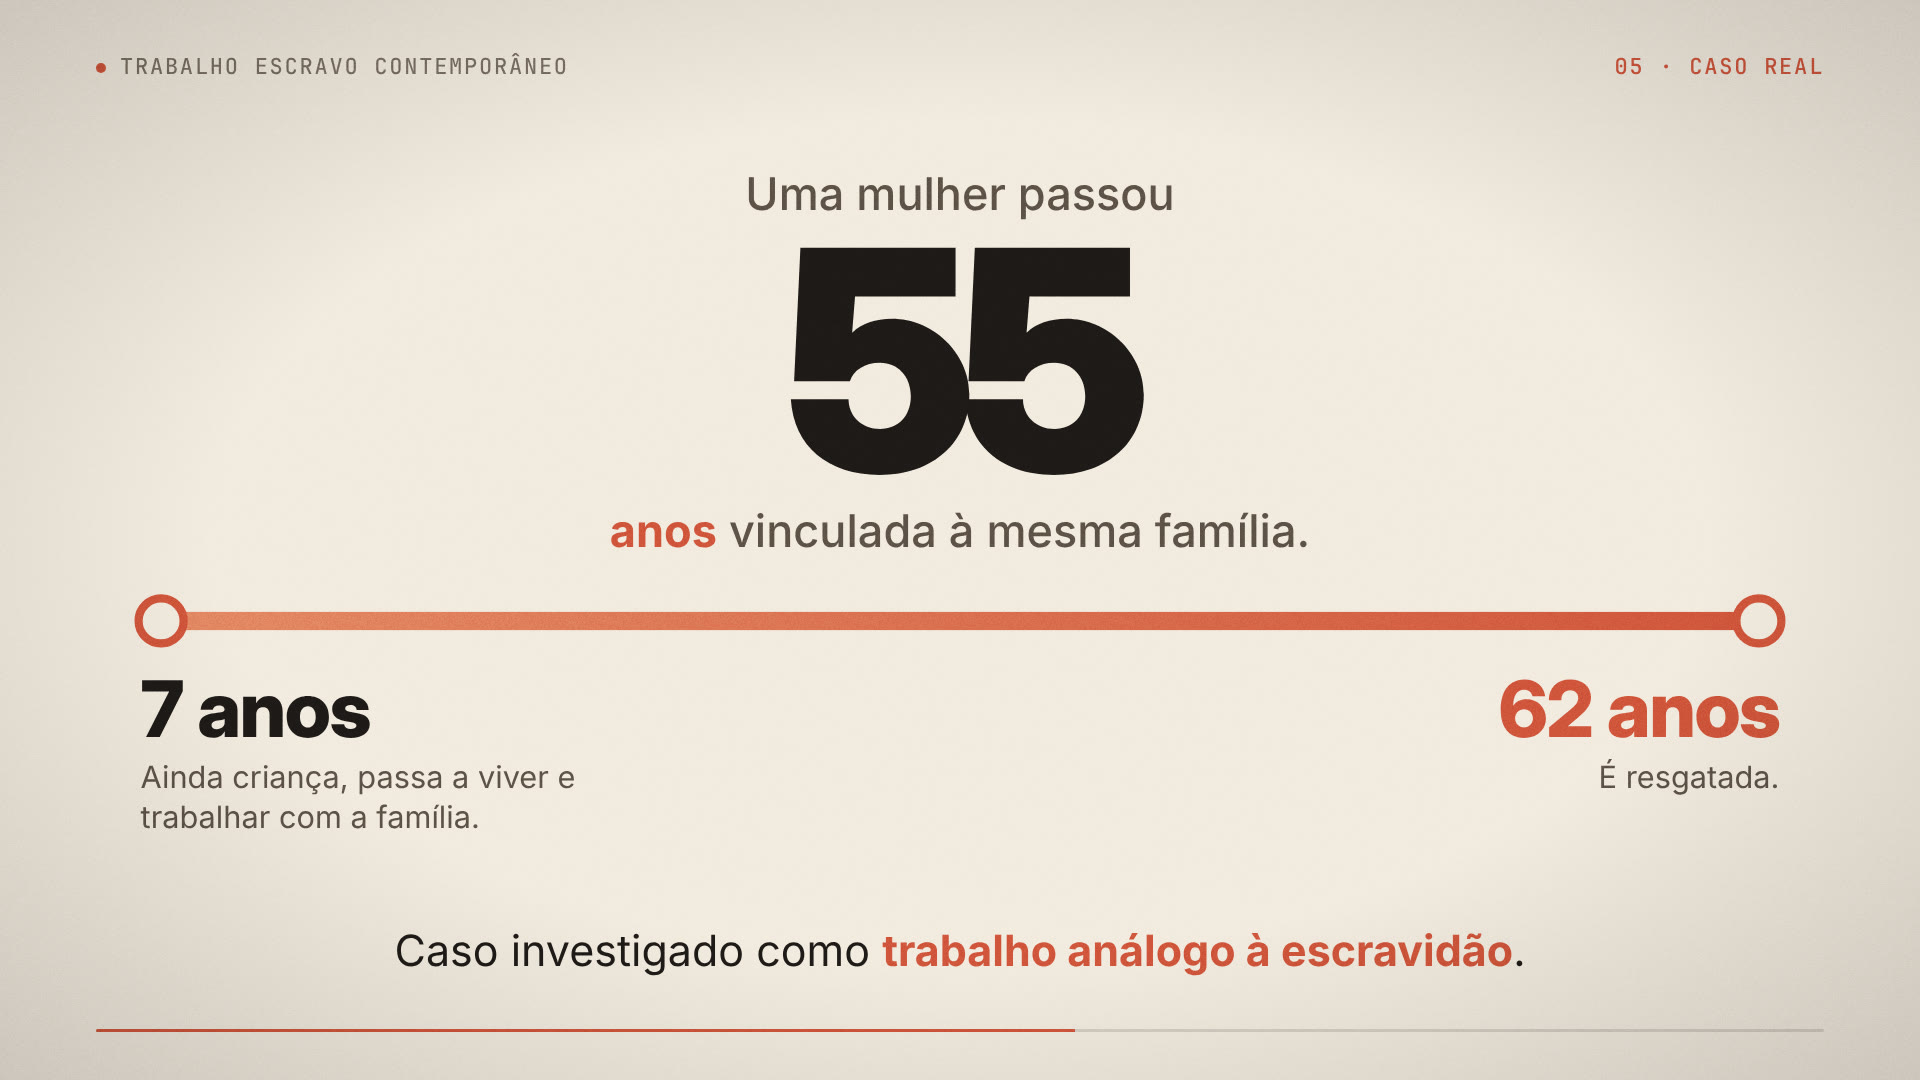 TRABALHO ESCRAVO CONTEMPORÂNEO
05 · CASO REAL
Uma mulher passou
55
anos vinculada à mesma família.
7 anos
Ainda criança, passa a viver e
trabalhar com a família.
62 anos
É resgatada.
Caso investigado como trabalho análogo à escravidão.